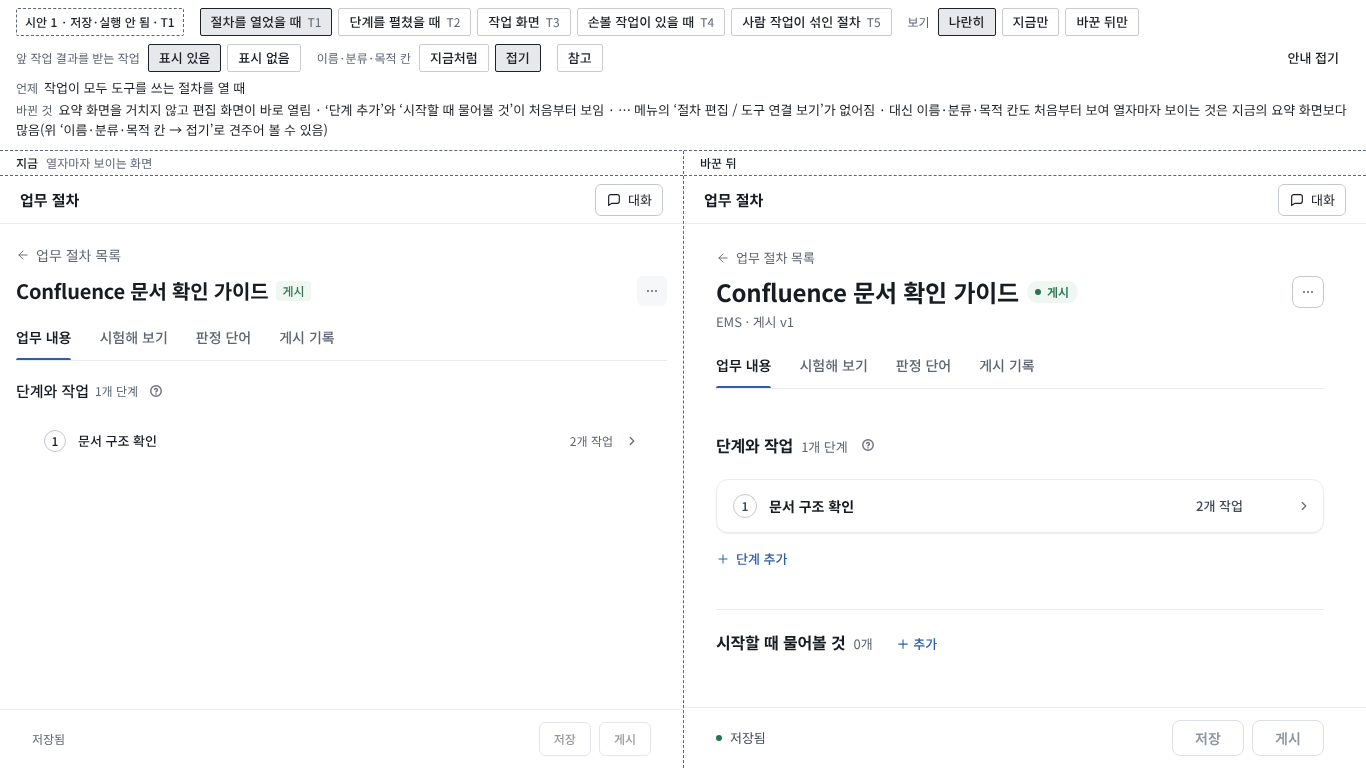 시안 1 · 저장·실행 안 됨 · T1 절차를 열었을 때 T1 단계를 펼쳤을 때 T2 작업 화면 T3 손볼 작업이 있을 때 T4 사람 작업이 섞인 절차 T5 보기 나란히 지금만 바꾼 뒤만
앞 작업 결과를 받는 작업 표시 있음 표시 없음 이름·분류·목적 칸 지금처럼 접기 참고 안내 접기
언제 작업이 모두 도구를 쓰는 절차를 열 때
바뀐 것 요약 화면을 거치지 않고 편집 화면이 바로 열림 · ‘단계 추가’와 ‘시작할 때 물어볼 것’이 처음부터 보임 · ··· 메뉴의 ‘절차 편집 / 도구 연결 보기’가 없어짐 · 대신 이름·분류·목적 칸도 처음부터 보여 열자마자 보이는 것은 지금의 요약 화면보다
많음(위 ‘이름·분류·목적 칸 → 접기’로 견주어 볼 수 있음)
지금 열자마자 보이는 화면
업무 절차 대화
← 업무 절차 목록
Confluence 문서 확인 가이드 게시 ···
업무 내용 시험해 보기 판정 단어 게시 기록
단계와 작업 1개 단계 ?
1 문서 구조 확인 2개 작업 >
저장됨 저장 게시
바꾼 뒤
업무 절차 대화
← 업무 절차 목록
Confluence 문서 확인 가이드 게시 ···
EMS · 게시 v1
업무 내용 시험해 보기 판정 단어 게시 기록
단계와 작업 1개 단계 ?
1 문서 구조 확인 2개 작업 >
+ 단계 추가
시작할 때 물어볼 것 0개 + 추가
저장됨 저장 게시